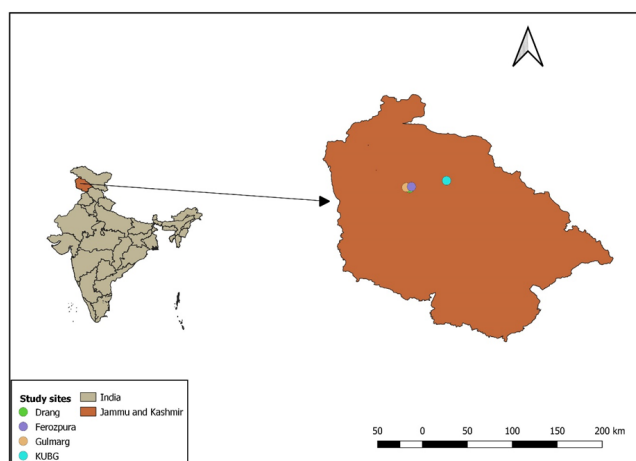 Study sites
Drang
Ferozpura
Gulmarg
KUBG
India
Jammu and Kashmir
50 0 50 100 150 200 km